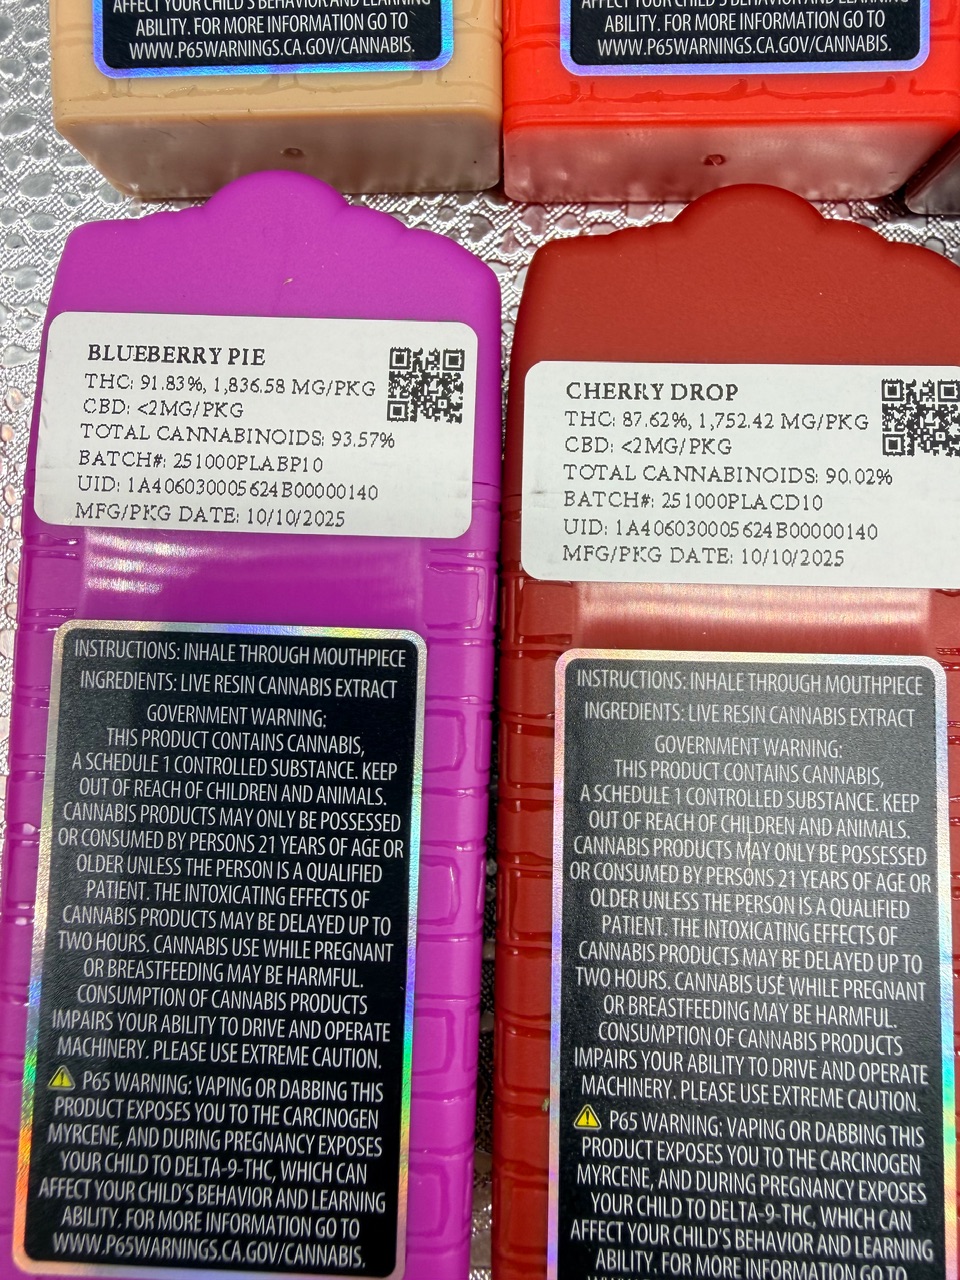 AFFECT YOUR CHILD'S BEHAVIOR AND LEARNING
ABILITY. FOR MORE INFORMATION GO TO
WWW.P65WARNINGS.CA.GOV/CANNABIS.
AFFECT YOUR CHILD'S BEHAVIOR AND LEARNING
ABILITY. FOR MORE INFORMATION GO TO
WWW.P65WARNINGS.CA.GOV/CANNABIS.
BLUEBERRY PIE
THC: 91.83%, 1,836.58 MG/PKG
CBD: <2MG/PKG
TOTAL CANNABINOIDS: 93.57%
BATCH#: 251000PLABP10
UID: 1A406030005624B00000140
MFG/PKG DATE: 10/10/2025
INSTRUCTIONS: INHALE THROUGH MOUTHPIECE
INGREDIENTS: LIVE RESIN CANNABIS EXTRACT
GOVERNMENT WARNING:
THIS PRODUCT CONTAINS CANNABIS,
A SCHEDULE 1 CONTROLLED SUBSTANCE. KEEP
OUT OF REACH OF CHILDREN AND ANIMALS.
CANNABIS PRODUCTS MAY ONLY BE POSSESSED
OR CONSUMED BY PERSONS 21 YEARS OF AGE OR
OLDER UNLESS THE PERSON IS A QUALIFIED
PATIENT. THE INTOXICATING EFFECTS OF
CANNABIS PRODUCTS MAY BE DELAYED UP TO
TWO HOURS. CANNABIS USE WHILE PREGNANT
OR BREASTFEEDING MAY BE HARMFUL.
CONSUMPTION OF CANNABIS PRODUCTS
IMPAIRS YOUR ABILITY TO DRIVE AND OPERATE
MACHINERY. PLEASE USE EXTREME CAUTION.
P65 WARNING: VAPING OR DABBING THIS
PRODUCT EXPOSES YOU TO THE CARCINOGEN
MYRCENE, AND DURING PREGNANCY EXPOSES
YOUR CHILD TO DELTA-9-THC, WHICH CAN
AFFECT YOUR CHILD'S BEHAVIOR AND LEARNING
ABILITY. FOR MORE INFORMATION GO TO
WWW.P65WARNINGS.CA.GOV/CANNABIS.
CHERRY DROP
THC: 87.62%, 1,752.42 MG/PKG
CBD: <2MG/PKG
TOTAL CANNABINOIDS: 90.02%
BATCH#: 251000PLACD10
UID: 1A406030005624B00000140
MFG/PKG DATE: 10/10/2025
INSTRUCTIONS: INHALE THROUGH MOUTHPIECE
INGREDIENTS: LIVE RESIN CANNABIS EXTRACT
GOVERNMENT WARNING:
THIS PRODUCT CONTAINS CANNABIS,
A SCHEDULE 1 CONTROLLED SUBSTANCE. KEEP
OUT OF REACH OF CHILDREN AND ANIMALS.
CANNABIS PRODUCTS MAY ONLY BE POSSESSED
OR CONSUMED BY PERSONS 21 YEARS OF AGE OR
OLDER UNLESS THE PERSON IS A QUALIFIED
PATIENT. THE INTOXICATING EFFECTS OF
CANNABIS PRODUCTS MAY BE DELAYED UP TO
TWO HOURS. CANNABIS USE WHILE PREGNANT
OR BREASTFEEDING MAY BE HARMFUL.
CONSUMPTION OF CANNABIS PRODUCTS
IMPAIRS YOUR ABILITY TO DRIVE AND OPERATE
MACHINERY. PLEASE USE EXTREME CAUTION.
P65 WARNING: VAPING OR DABBING THIS
PRODUCT EXPOSES YOU TO THE CARCINOGEN
MYRCENE, AND DURING PREGNANCY EXPOSES
YOUR CHILD TO DELTA-9-THC, WHICH CAN
AFFECT YOUR CHILD'S BEHAVIOR AND LEARNING
ABILITY. FOR MORE INFORMATION GO TO